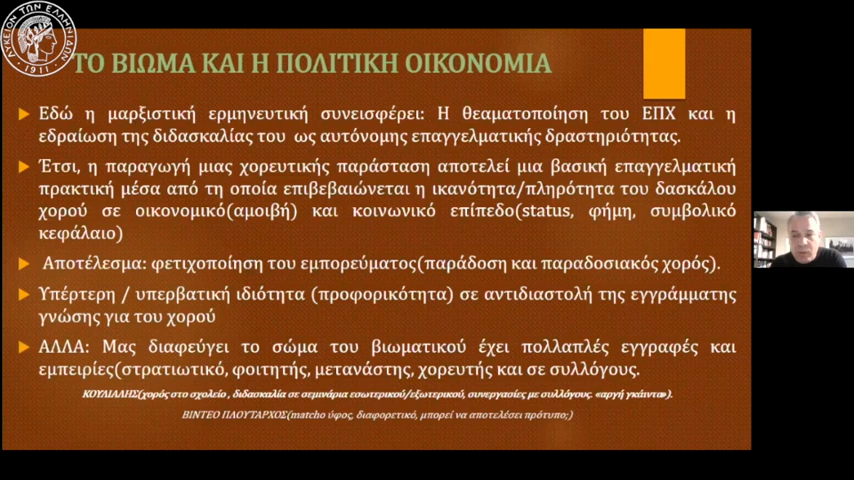 ΛΥΚΕΙΟΝ ΤΩΝ ΕΛΛΗΝΙΔΩΝ
1911
ΤΟ ΒΙΩΜΑ ΚΑΙ Η ΠΟΛΙΤΙΚΗ ΟΙΚΟΝΟΜΙΑ
Εδώ η μαρξιστική ερμηνευτική συνεισφέρει: Η θεαματοποίηση του ΕΠΧ και η
εδραίωση της διδασκαλίας του ως αυτόνομης επαγγελματικής δραστηριότητας.
Έτσι, η παραγωγή μιας χορευτικής παράσταση αποτελεί μια βασική επαγγελματική
πρακτική μέσα από τη οποία επιβεβαιώνεται η ικανότητα/πληρότητα του δασκάλου
χορού σε οικονομικό(αμοιβή) και κοινωνικό επίπεδο(status, φήμη, συμβολικό
κεφάλαιο)
Αποτέλεσμα: φετιχοποίηση του εμπορεύματος(παράδοση και παραδοσιακός χορός).
Υπέρτερη / υπερβατική ιδιότητα (προφορικότητα) σε αντιδιαστολή της εγγράμματης
γνώσης για του χορού
ΑΛΛΑ: Μας διαφεύγει το σώμα του βιωματικού έχει πολλαπλές εγγραφές και
εμπειρίες(στρατιωτικό, φοιτητής, μετανάστης, χορευτής και σε συλλόγους.
ΚΟΥΛΙΑΛΗΣ(χορός στο σχολείο , διδασκαλία σε σεμινάρια εσωτερικού/εξωτερικού, συνεργασίες με συλλόγους. «αργή γκάιντα»).
ΒΙΝΤΕΟ ΠΛΟΥΤΑΡΧΟΣ(matcho ύφος, διαφορετικό, μπορεί να αποτελέσει πρότυπο;)